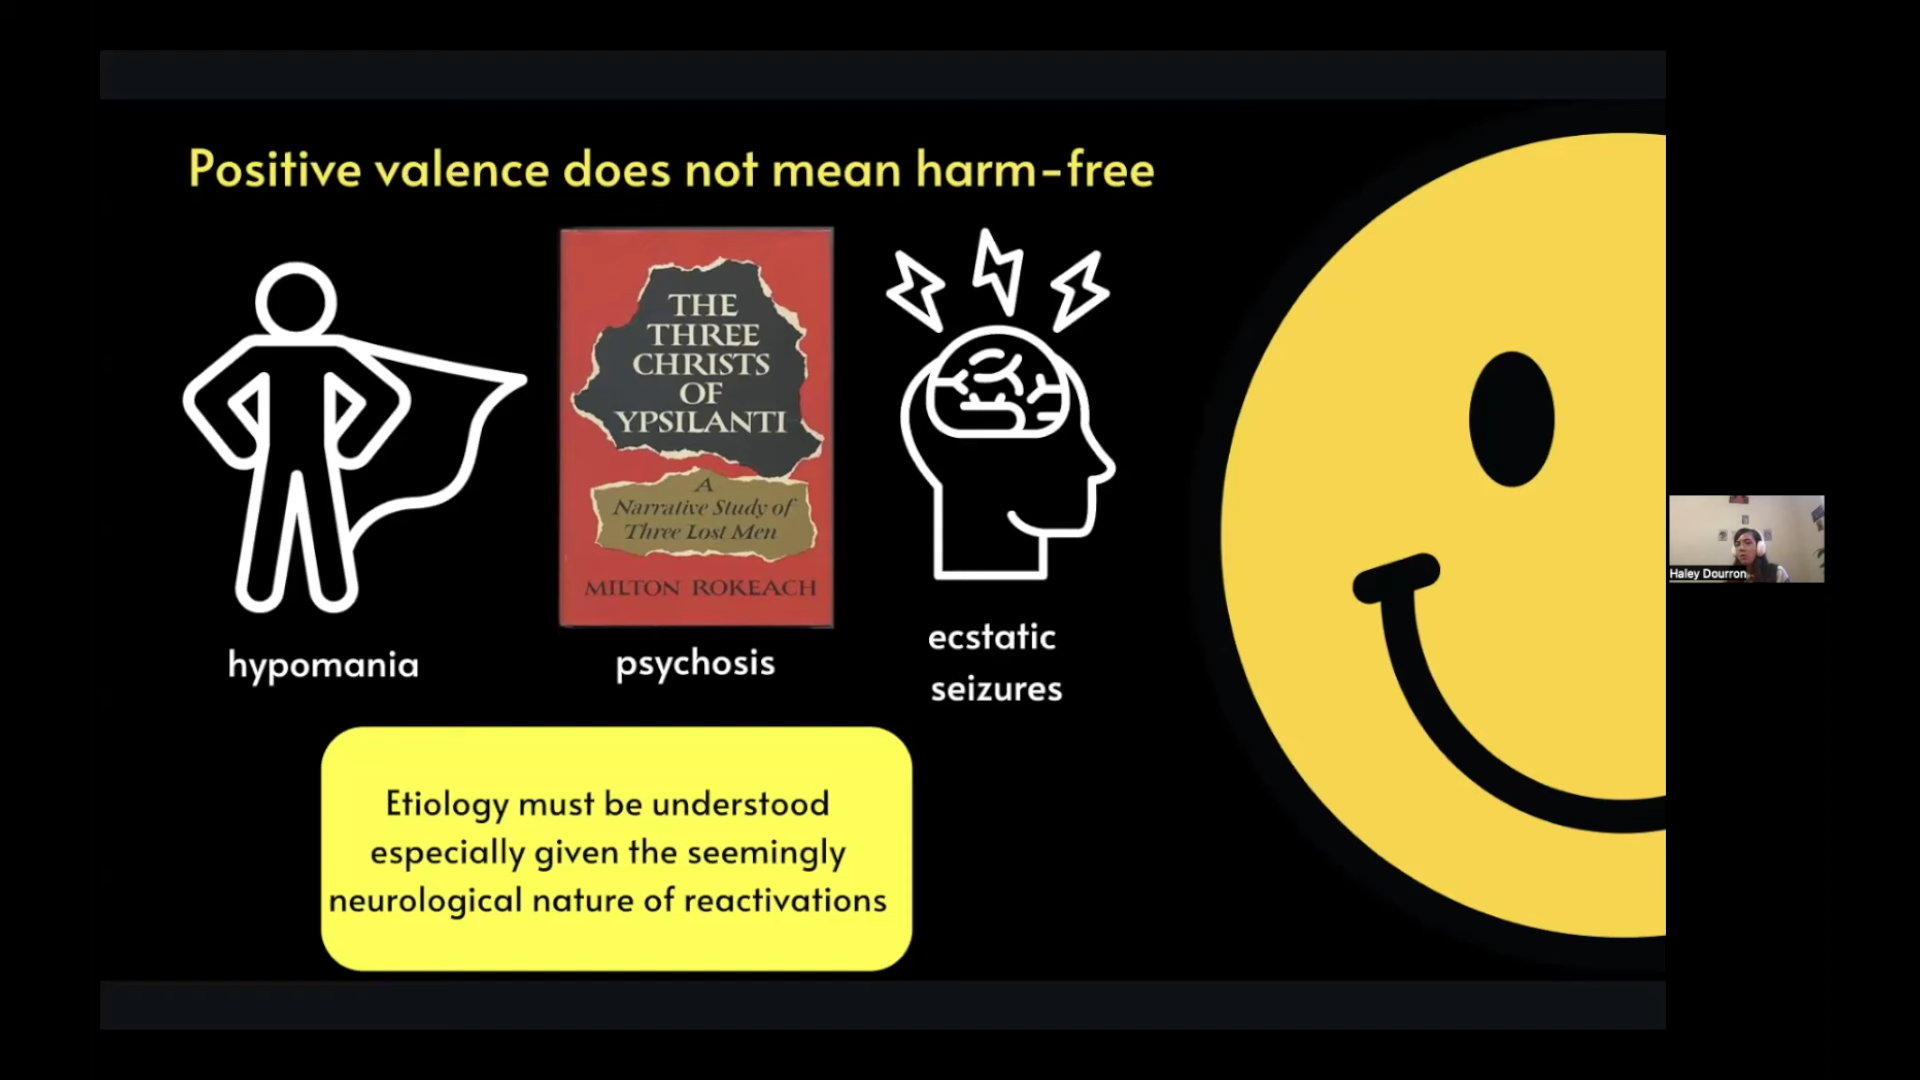 Positive valence does not mean harm-free
THE
THREE
CHRISTS
OF
YPSILANTI
A
Narrative Study of
Three Lost Men
MILTON ROKEACH
hypomania
psychosis
ecstatic
seizures
Etiology must be understood
especially given the seemingly
neurological nature of reactivations
Haley Dourron